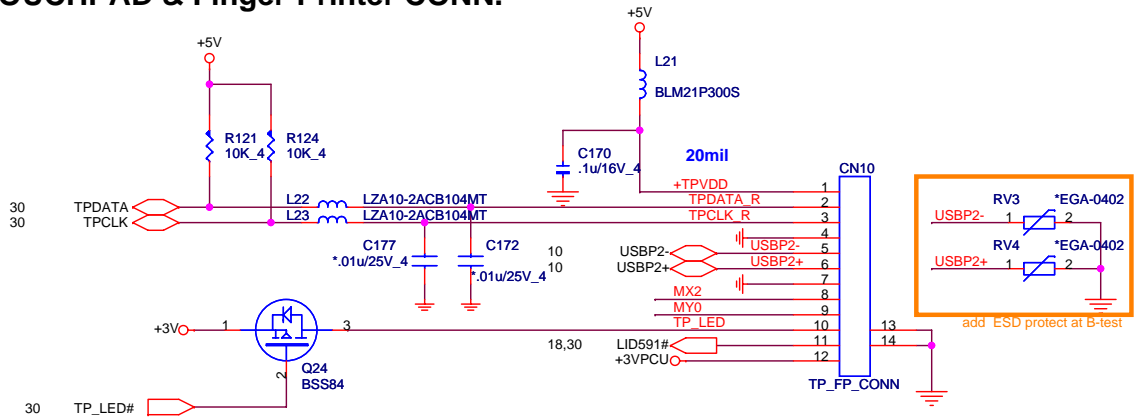 OUCHPAD & Finger Printer CONN.
+5V
+5V
L21
BLM21P300S
R121
10K_4
R124
10K_4
C170
.1u/16V_4
20mil
CN10
+TPVDD
1
30
TPDATA
L22
LZA10-2ACB104MT
TPDATA_R
2
30
TPCLK
L23
LZA10-2ACB104MT
TPCLK_R
3
4
C177
*.01u/25V_4
C172
*.01u/25V_4
10
USBP2-
USBP2-
5
10
USBP2+
USBP2+
6
7
MX2
8
MY0
9
TP_LED
10
18,30
LID591#
11
+3VPCU
12
13
14
TP_FP_CONN
+3V
1
3
2
Q24
BSS84
30
TP_LED#
RV3
*EGA-0402
USBP2-
1
2
RV4
*EGA-0402
USBP2+
1
2
add ESD protect at B-test